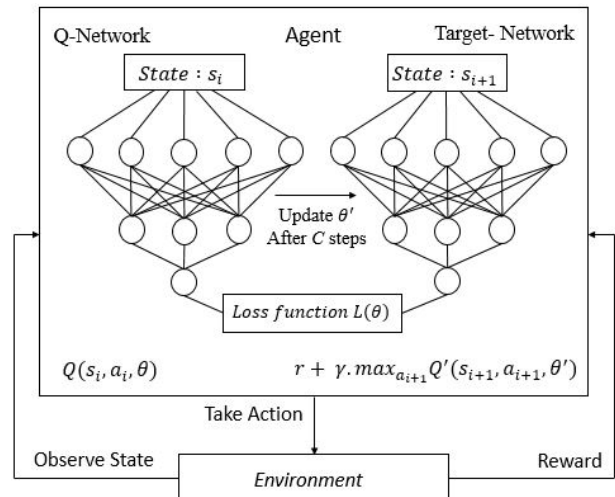 Q-Network
Agent
Target- Network
State : s_i
State : s_{i+1}
Update θ'
After C steps
Loss function L(θ)
Q(s_i, a_i, θ)
r + γ.max_{a_{i+1}}Q'(s_{i+1}, a_{i+1}, θ')
Take Action
Observe State
Environment
Reward